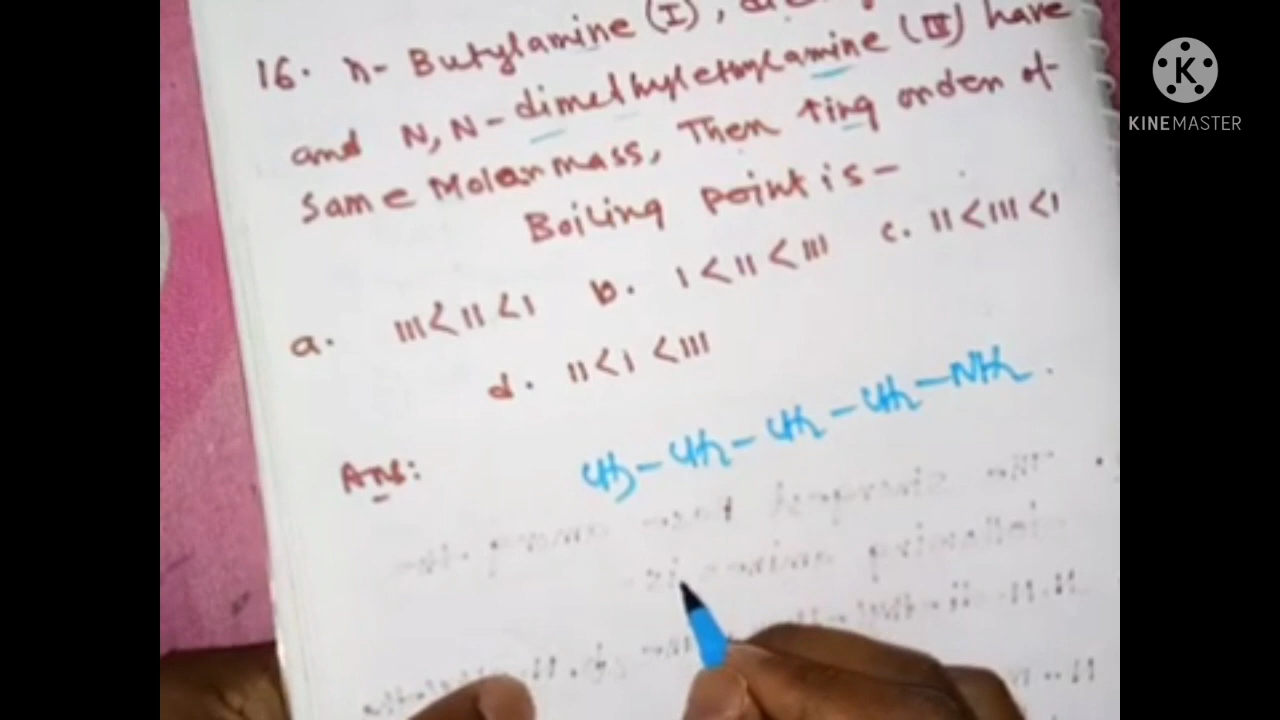 16. n- Butylamine (I),
and N,N-dimethylethylamine (III) have
same Molar mass, Then ting order of
Boiling point is-
a. III<II<I b. I<II<III c. II<III<I
d. II<I<III
Ans: CH3-CH2-CH2-CH2-NH2.
K
KINEMASTER